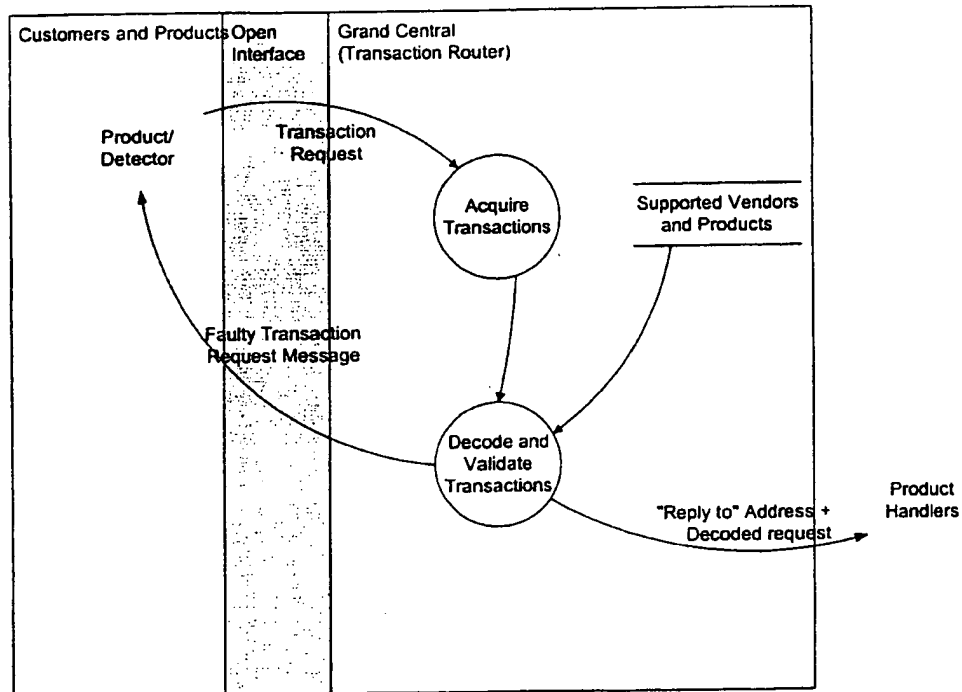 Customers and Products
Open
Interface
Grand Central
(Transaction Router)
Product/
Detector
Transaction
Request
Acquire
Transactions
Supported Vendors
and Products
Faulty Transaction
Request Message
Decode and
Validate
Transactions
"Reply to" Address +
Decoded request
Product
Handlers